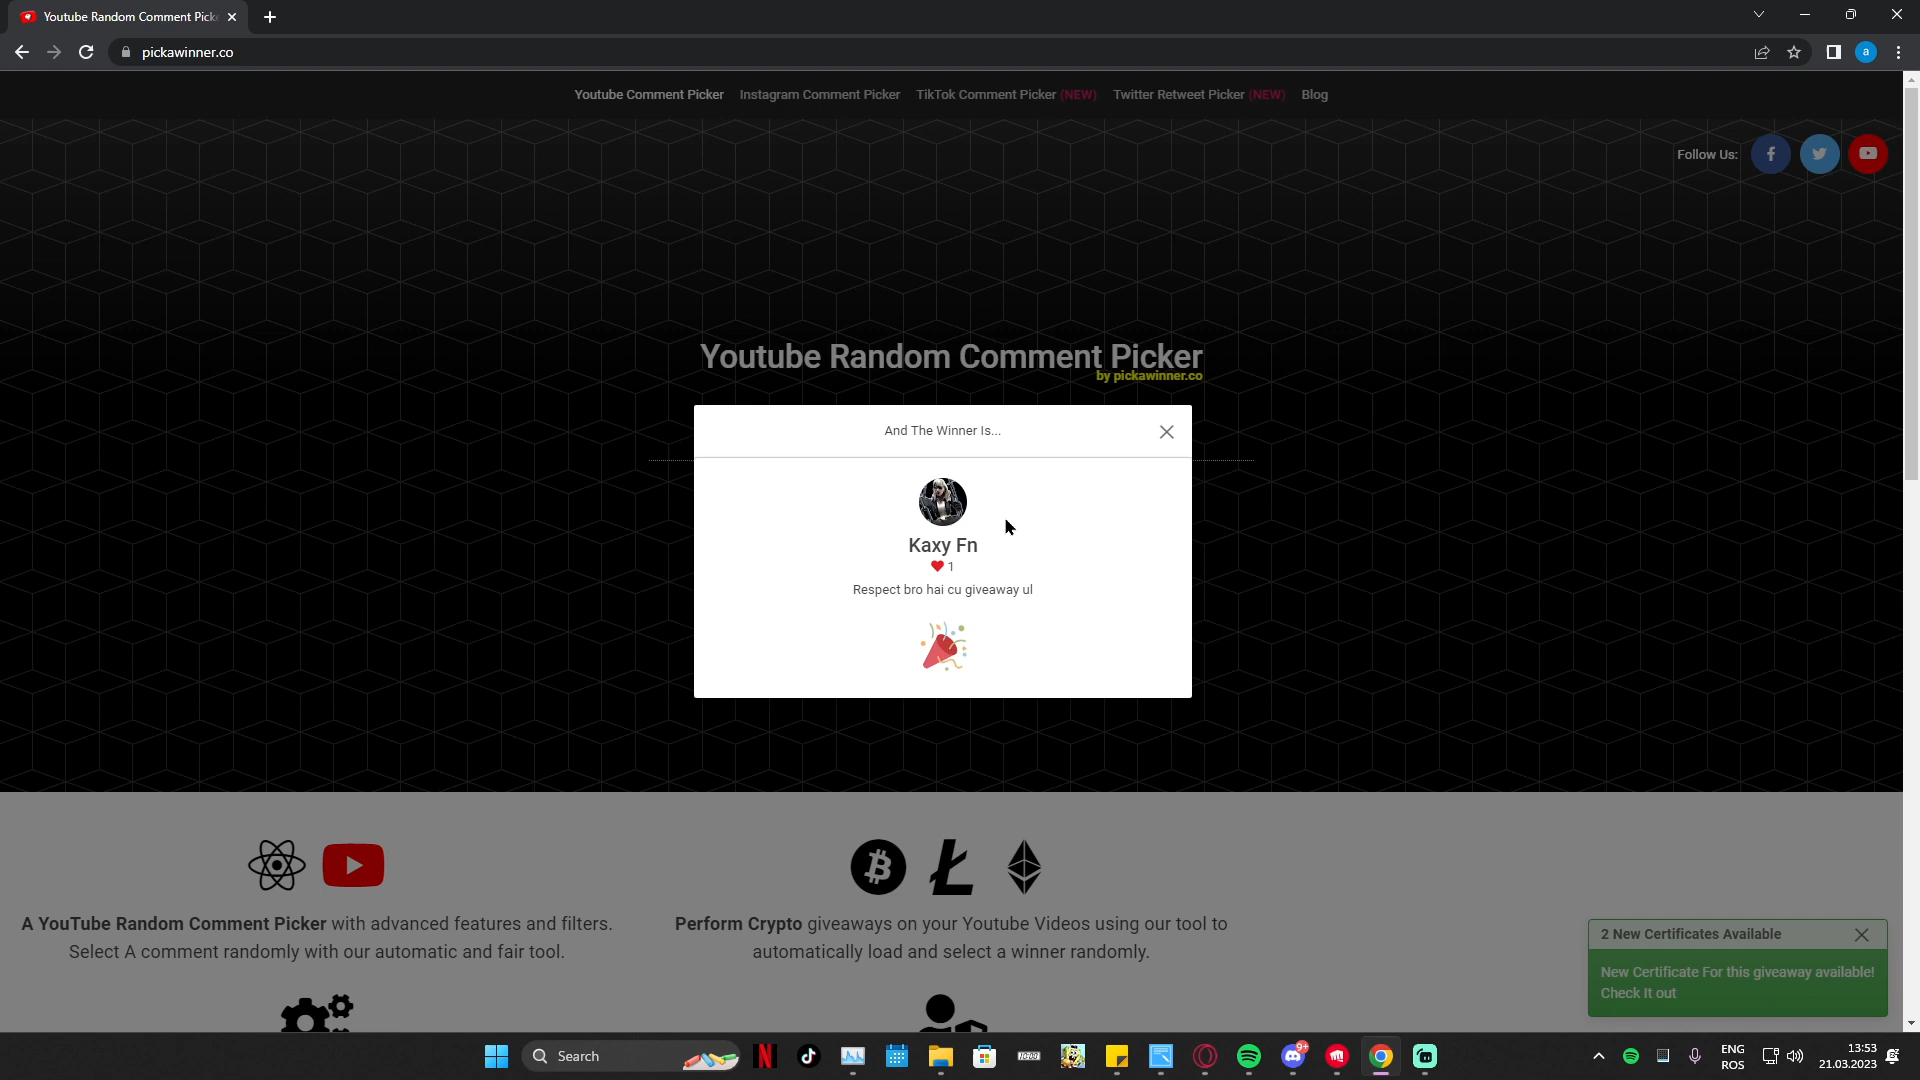 Youtube Random Comment Pick
pickawinner.co
a
Youtube Comment Picker Instagram Comment Picker TikTok Comment Picker (NEW) Twitter Retweet Picker (NEW) Blog
Follow Us:
Youtube Random Comment Picker
by pickawinner.co
And The Winner Is...
Kaxy Fn
1
Respect bro hai cu giveaway ul
A YouTube Random Comment Picker with advanced features and filters.
Select A comment randomly with our automatic and fair tool.
Perform Crypto giveaways on your Youtube Videos using our tool to
automatically load and select a winner randomly.
2 New Certificates Available
New Certificate For this giveaway available!
Check It out
Search
9+
ENG
ROS
13:53
21.03.2023